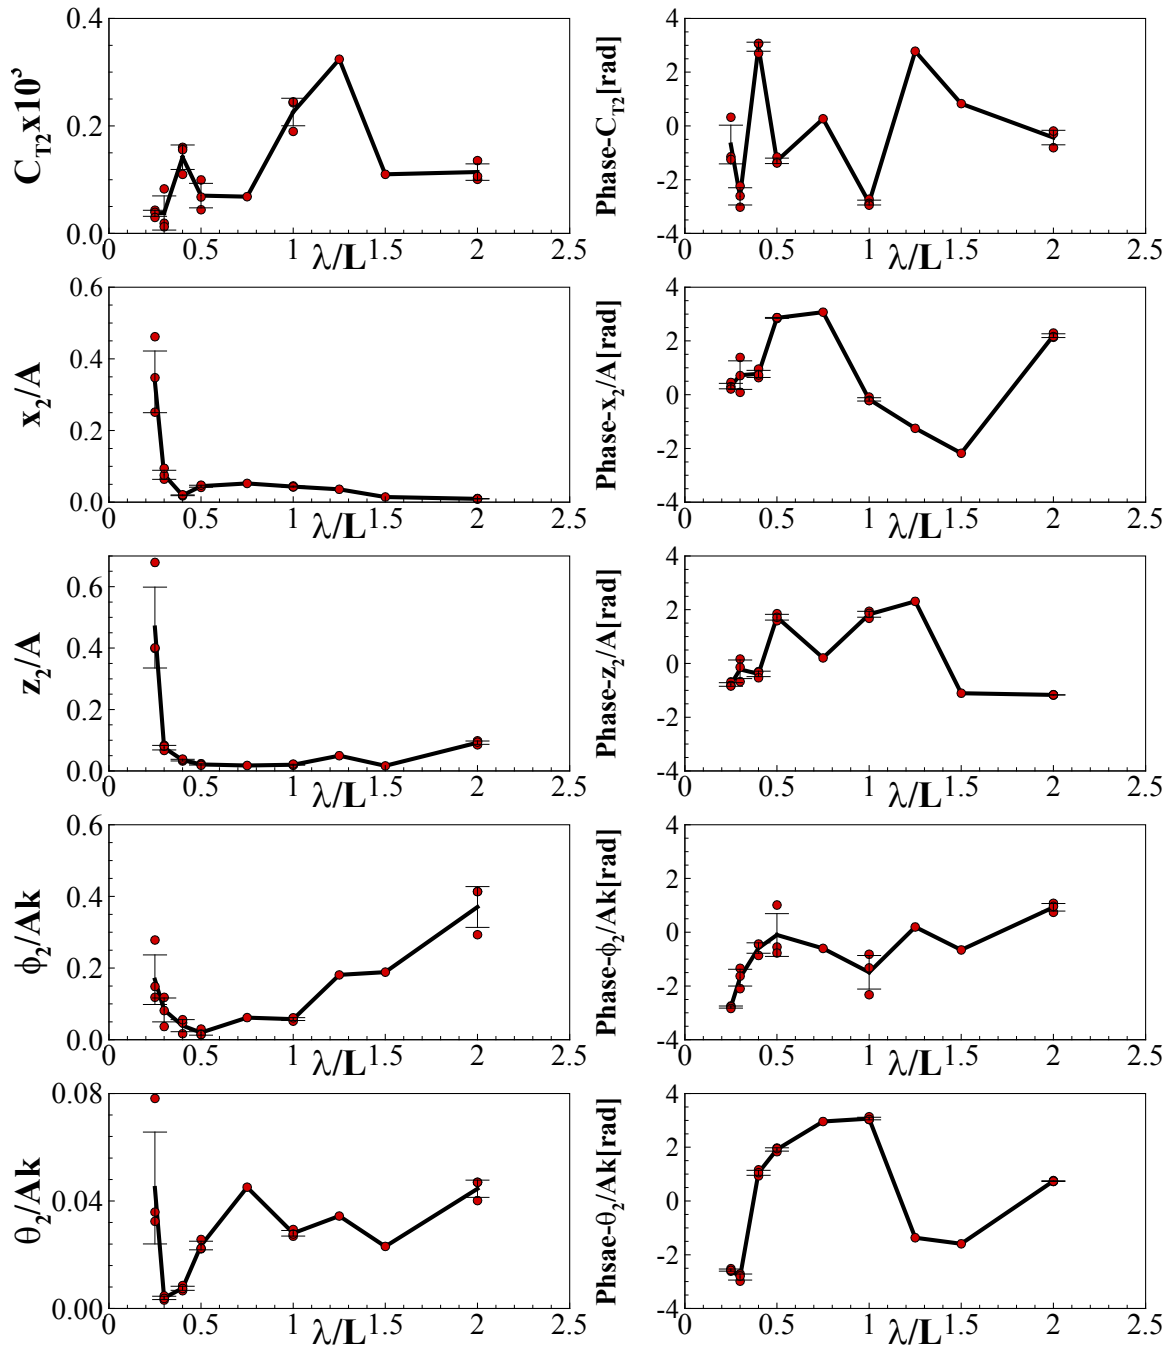 0.4
0.2
0.0
C_T2x10³
0 0.5 1 1.5 2 2.5
λ/L
4
2
0
-2
-4
Phase-C_T2[rad]
0 0.5 1 1.5 2 2.5
λ/L
0.6
0.4
0.2
0.0
x₂/A
0 0.5 1 1.5 2 2.5
λ/L
4
2
0
-2
-4
Phase-x₂/A[rad]
0 0.5 1 1.5 2 2.5
λ/L
0.6
0.4
0.2
0.0
z₂/A
0 0.5 1 1.5 2 2.5
λ/L
4
2
0
-2
-4
Phase-z₂/A[rad]
0 0.5 1 1.5 2 2.5
λ/L
0.6
0.4
0.2
0.0
ϕ₂/Ak
0 0.5 1 1.5 2 2.5
λ/L
4
2
0
-2
-4
Phase-ϕ₂/Ak[rad]
0 0.5 1 1.5 2 2.5
λ/L
0.08
0.04
0.00
θ₂/Ak
0 0.5 1 1.5 2 2.5
λ/L
4
2
0
-2
-4
Phsae-θ₂/Ak[rad]
0 0.5 1 1.5 2 2.5
λ/L